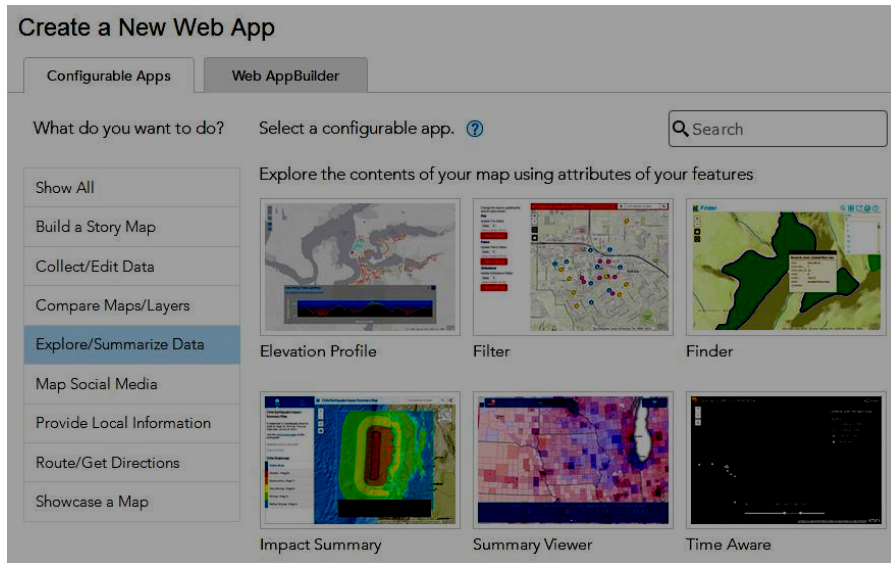 Create a New Web App
Configurable Apps
Web AppBuilder
What do you want to do?
Show All
Build a Story Map
Collect/Edit Data
Compare Maps/Layers
Explore/Summarize Data
Map Social Media
Provide Local Information
Route/Get Directions
Showcase a Map
Select a configurable app.
Search
Explore the contents of your map using attributes of your features
Finder
Elevation Profile
Filter
Finder
Impact Summary
Summary Viewer
Time Aware